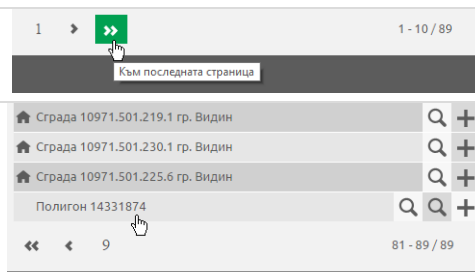 1 1 - 10 / 89
Към последната страница
Сграда 10971.501.219.1 гр. Видин
Сграда 10971.501.230.1 гр. Видин
Сграда 10971.501.225.6 гр. Видин
Полигон 14331874
9 81 - 89 / 89